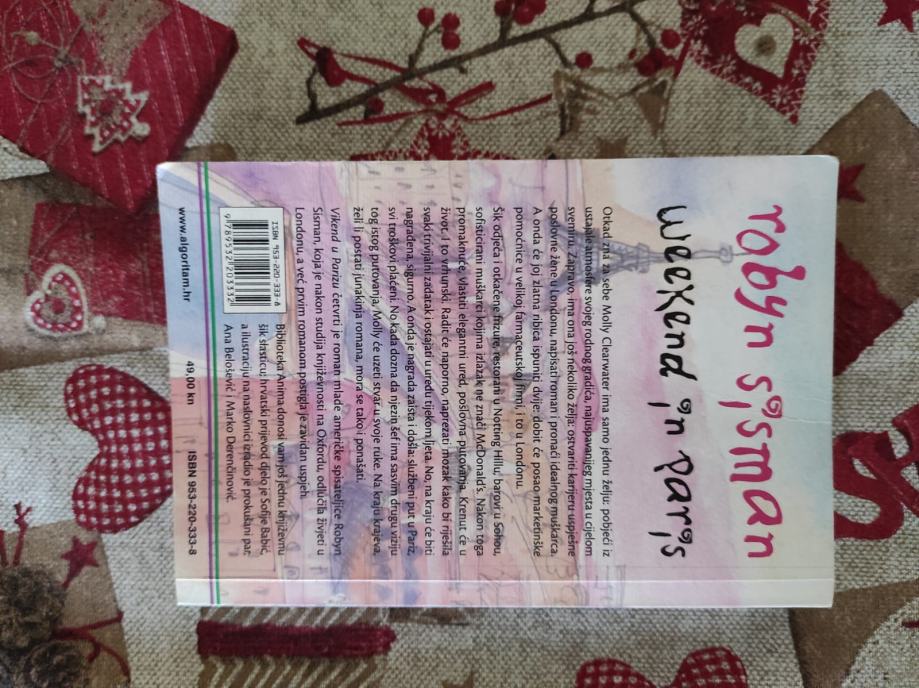 robyn sisman
weekend in paris
Otkad zna za sebe Molly Clearwater ima samo jednu želju: pobjeći iz
ustajale atmosfere svojeg rodnog gradića, najuspavanijeg mjesta u cijelom
svemiru. Zapravo, ima ona još nekoliko želja: ostvariti karijeru uspješne
poslovne žene u Londonu, napisati roman i pronaći idealnog muškarca.
A onda će joj zlatna ribica ispuniti dvije: dobit će posao marketinške
pomoćnice u velikoj farmaceutskoj firmi, i to u Londonu.
Šik odjeća i otkačene frizure, restorani u Notting Hillu, barovi u Sohou,
sofisticirani muškarci kojima izlazak ne znači McDonald's. Nakon toga
promaknuće, vlastiti elegantni ured, poslovna putovanja. Krenut će u
život. I to vrhunski. Radit će naporno, naprezati mozak kako bi riješila
svaki trivijalni zadatak i ostajati u uredu tijekom ljeta. No, na kraju će biti
nagrađena, sigurno. A onda je nagrada zaista i došla: službeni put u Pariz,
svi troškovi plaćeni. No kada dozna da njezin šef ima sasvim drugu viziju
tog istog putovanja, Molly će uzeti stvar u svoje ruke. Na kraju krajeva,
želi li postati junakinja romana, mora se tako i ponašati.
Vikend u Parizu četvrti je roman mlade američke spisateljice Robyn
Sisman, koja je nakon studija književnosti na Oxfordu, odlučila živjeti u
Londonu, a već prvim romanom postigla je zavidan uspjeh.
Biblioteka Anima donosi vam još jednu književnu
šik slasticu: hrvatski prijevod djelo je Sofije Babić,
a ilustraciju na naslovnici izradio je prokušani par,
Ana Belošević i Marko Derenčinović.
ISBN 953-220-333-8
9789532203332
49,00 kn
www.algoritam.hr
ISBN 953-220-333-8